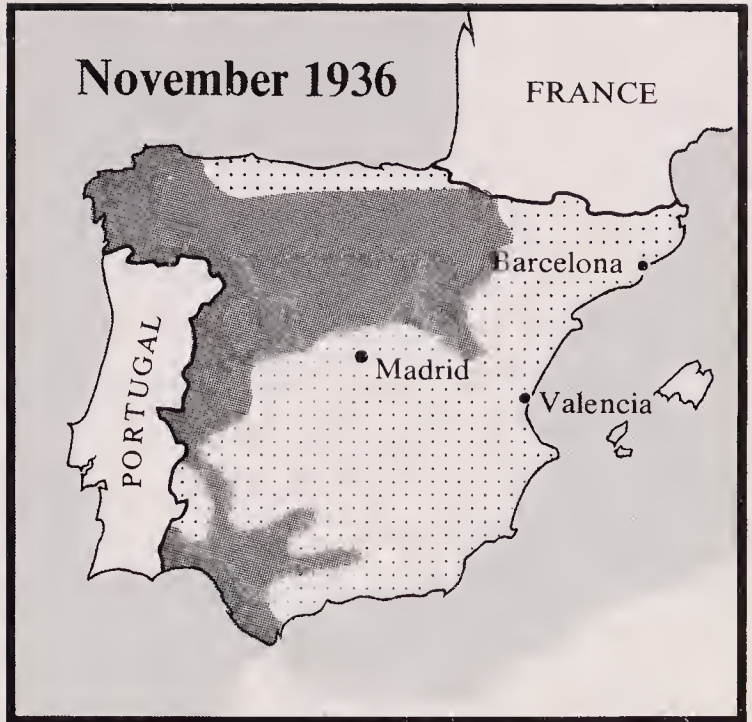 November 1936
FRANCE
Barcelona
Madrid
Valencia
PORTUGAL